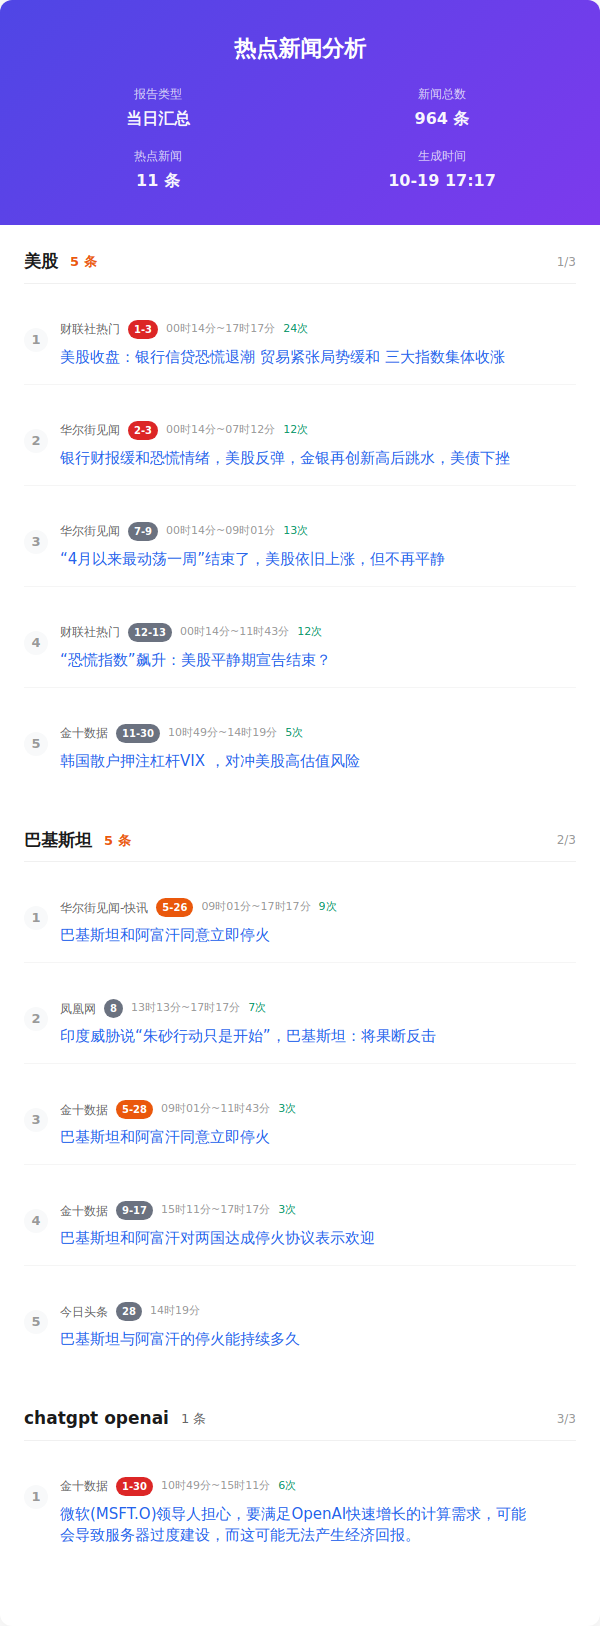 热点新闻分析
报告类型
新闻总数
当日汇总
964 条
热点新闻
生成时间
11 条
10-19 17:17
美股 5 条 1/3
1
财联社热门 1-3 00时14分~17时17分 24次
美股收盘：银行信贷恐慌退潮 贸易紧张局势缓和 三大指数集体收涨
2
华尔街见闻 2-3 00时14分~07时12分 12次
银行财报缓和恐慌情绪，美股反弹，金银再创新高后跳水，美债下挫
3
华尔街见闻 7-9 00时14分~09时01分 13次
“4月以来最动荡一周”结束了，美股依旧上涨，但不再平静
4
财联社热门 12-13 00时14分~11时43分 12次
“恐慌指数”飙升：美股平静期宣告结束？
5
金十数据 11-30 10时49分~14时19分 5次
韩国散户押注杠杆VIX ，对冲美股高估值风险
巴基斯坦 5 条 2/3
1
华尔街见闻-快讯 5-26 09时01分~17时17分 9次
巴基斯坦和阿富汗同意立即停火
2
凤凰网 8 13时13分~17时17分 7次
印度威胁说“朱砂行动只是开始”，巴基斯坦：将果断反击
3
金十数据 5-28 09时01分~11时43分 3次
巴基斯坦和阿富汗同意立即停火
4
金十数据 9-17 15时11分~17时17分 3次
巴基斯坦和阿富汗对两国达成停火协议表示欢迎
5
今日头条 28 14时19分
巴基斯坦与阿富汗的停火能持续多久
chatgpt openai 1 条 3/3
1
金十数据 1-30 10时49分~15时11分 6次
微软(MSFT.O)领导人担心，要满足OpenAI快速增长的计算需求，可能
会导致服务器过度建设，而这可能无法产生经济回报。